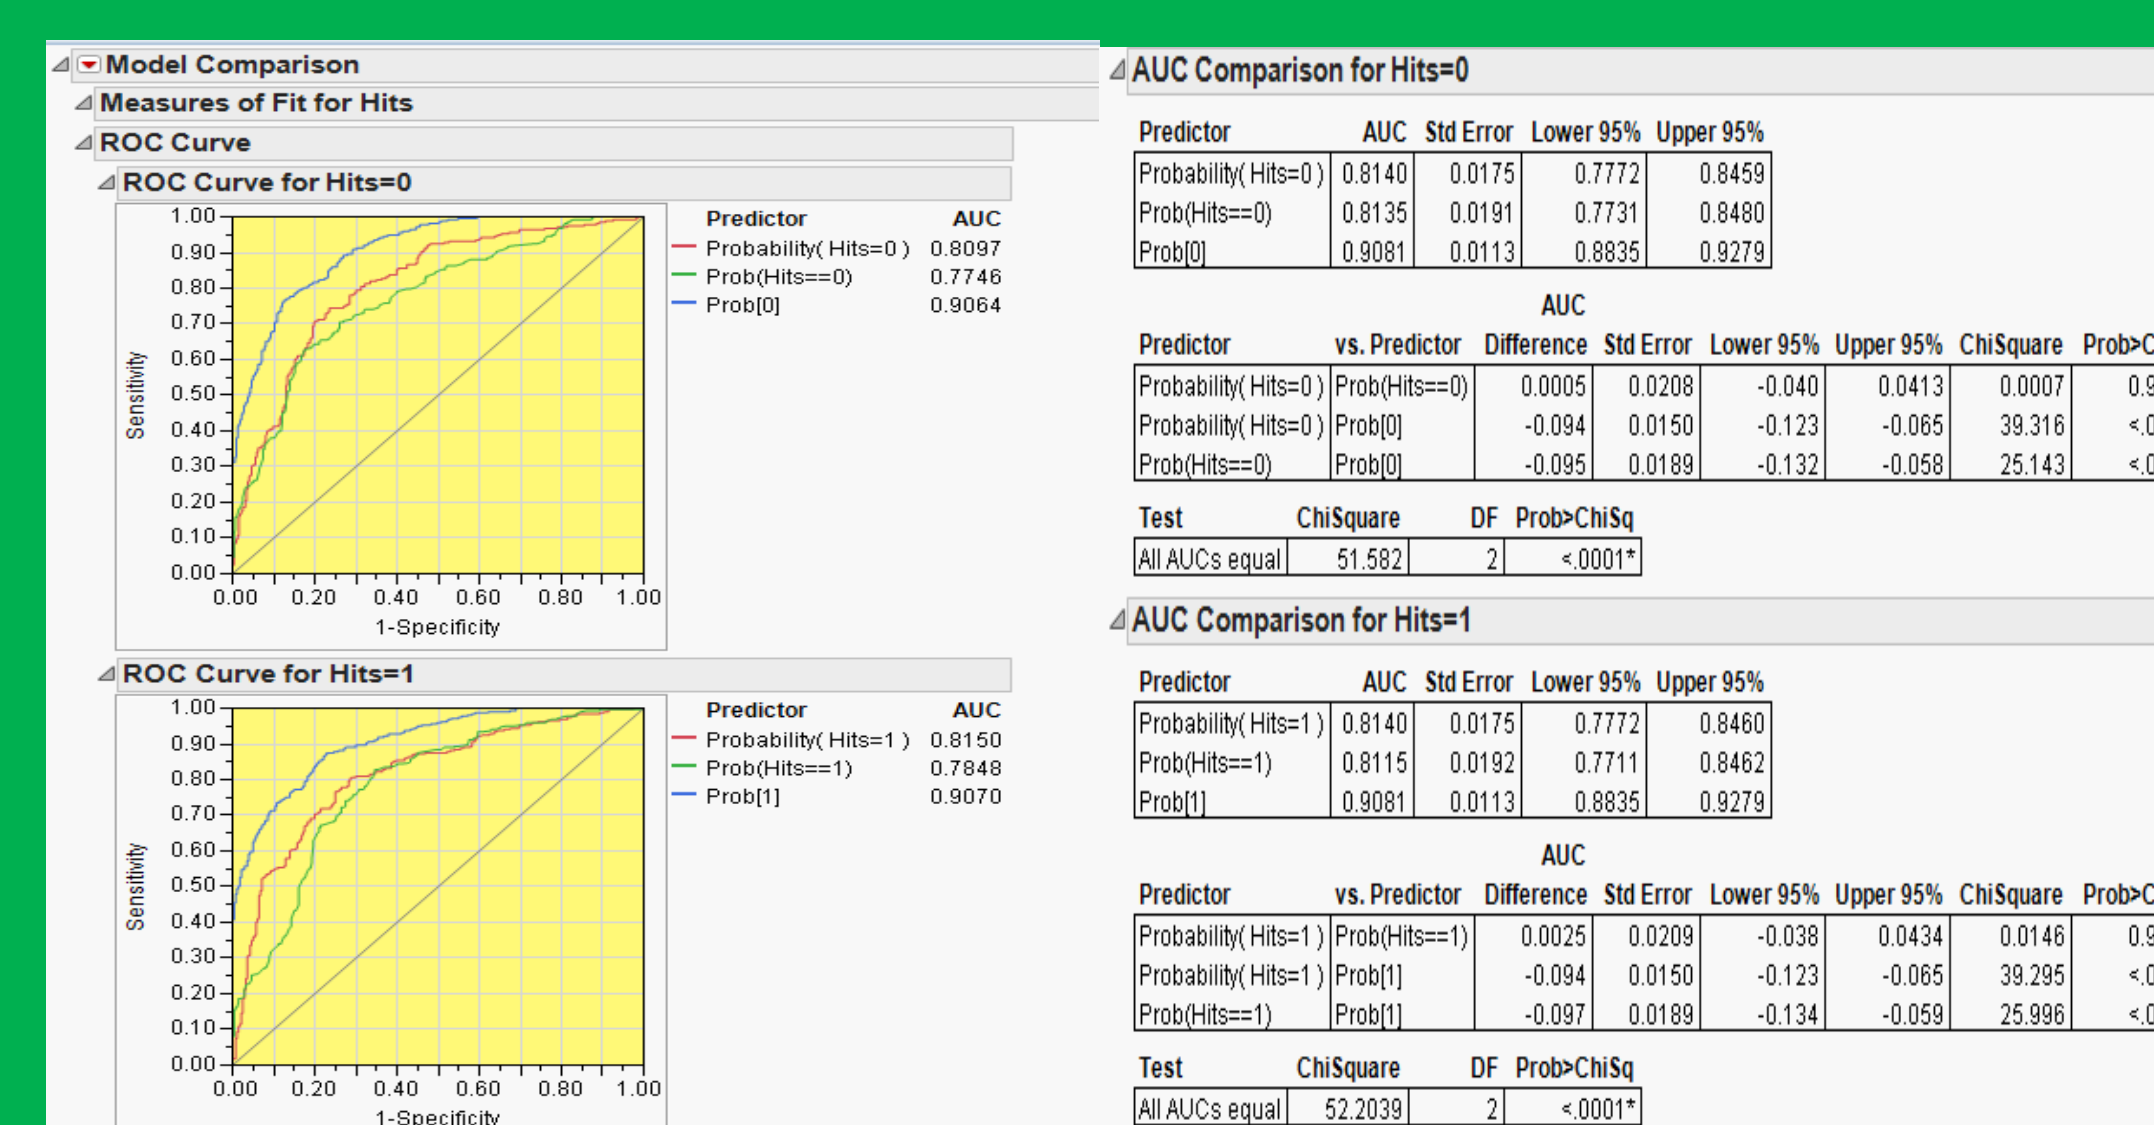 Model Comparison
Measures of Fit for Hits
ROC Curve
ROC Curve for Hits=0
1.00
0.90
0.80
0.70
0.60
0.50
0.40
0.30
0.20
0.10
0.00
Sensitivity
0.00 0.20 0.40 0.60 0.80 1.00
1-Specificity
Predictor AUC
Probability( Hits=0 ) 0.8097
Prob(Hits==0) 0.7746
Prob[0] 0.9064
ROC Curve for Hits=1
1.00
0.90
0.80
0.70
0.60
0.50
0.40
0.30
0.20
0.10
0.00
Sensitivity
0.00 0.20 0.40 0.60 0.80 1.00
1-Specificity
Predictor AUC
Probability( Hits=1 ) 0.8150
Prob(Hits==1) 0.7848
Prob[1] 0.9070
AUC Comparison for Hits=0
Predictor AUC Std Error Lower 95% Upper 95%
Probability( Hits=0 ) 0.8140 0.0175 0.7772 0.8459
Prob(Hits==0) 0.8135 0.0191 0.7731 0.8480
Prob[0] 0.9081 0.0113 0.8835 0.9279
AUC
Predictor vs. Predictor Difference Std Error Lower 95% Upper 95% ChiSquare Prob>C
Probability( Hits=0 ) Prob(Hits==0) 0.0005 0.0208 -0.040 0.0413 0.0007 0.9
Probability( Hits=0 ) Prob[0] -0.094 0.0150 -0.123 -0.065 39.316 <.0
Prob(Hits==0) Prob[0] -0.095 0.0189 -0.132 -0.058 25.143 <.0
Test ChiSquare DF Prob>ChiSq
All AUCs equal 51.582 2 <.0001*
AUC Comparison for Hits=1
Predictor AUC Std Error Lower 95% Upper 95%
Probability( Hits=1 ) 0.8140 0.0175 0.7772 0.8460
Prob(Hits==1) 0.8115 0.0192 0.7711 0.8462
Prob[1] 0.9081 0.0113 0.8835 0.9279
AUC
Predictor vs. Predictor Difference Std Error Lower 95% Upper 95% ChiSquare Prob>C
Probability( Hits=1 ) Prob(Hits==1) 0.0025 0.0209 -0.038 0.0434 0.0146 0.9
Probability( Hits=1 ) Prob[1] -0.094 0.0150 -0.123 -0.065 39.295 <.0
Prob(Hits==1) Prob[1] -0.097 0.0189 -0.134 -0.059 25.996 <.0
Test ChiSquare DF Prob>ChiSq
All AUCs equal 52.2039 2 <.0001*